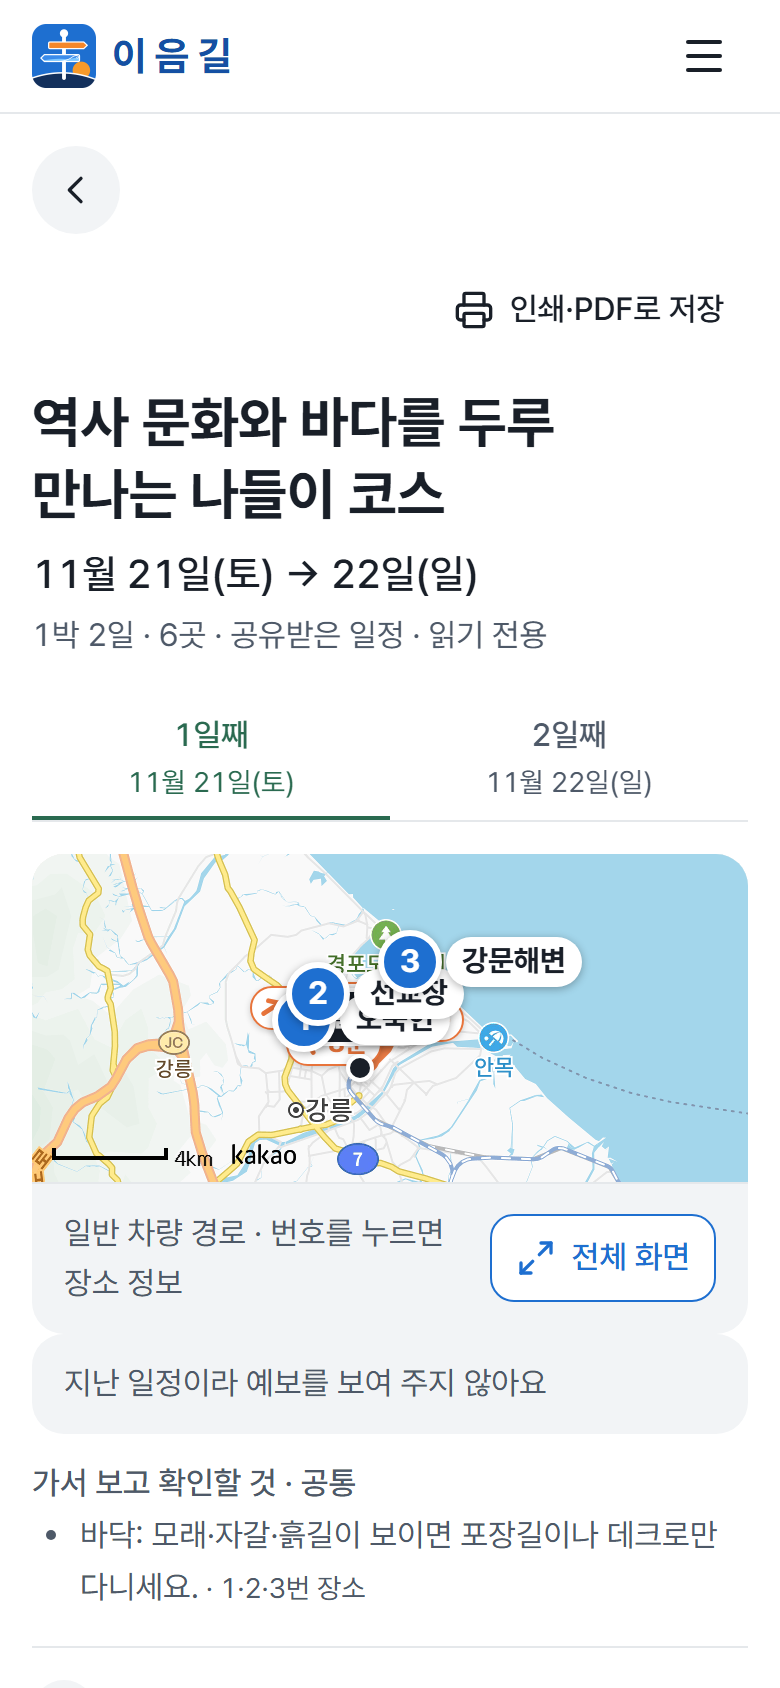 이음길
인쇄·PDF로 저장
역사 문화와 바다를 두루
만나는 나들이 코스
11월 21일(토) → 22일(일)
1박 2일 · 6곳 · 공유받은 일정 · 읽기 전용
1일째
11월 21일(토)
2일째
11월 22일(일)
3
강문해변
2
선교장
JC
강릉
안목
강릉
4km
kakao
7
일반 차량 경로 · 번호를 누르면
장소 정보
전체 화면
지난 일정이라 예보를 보여 주지 않아요
가서 보고 확인할 것 · 공통
• 바닥: 모래·자갈·흙길이 보이면 포장길이나 데크로만
다니세요. · 1·2·3번 장소